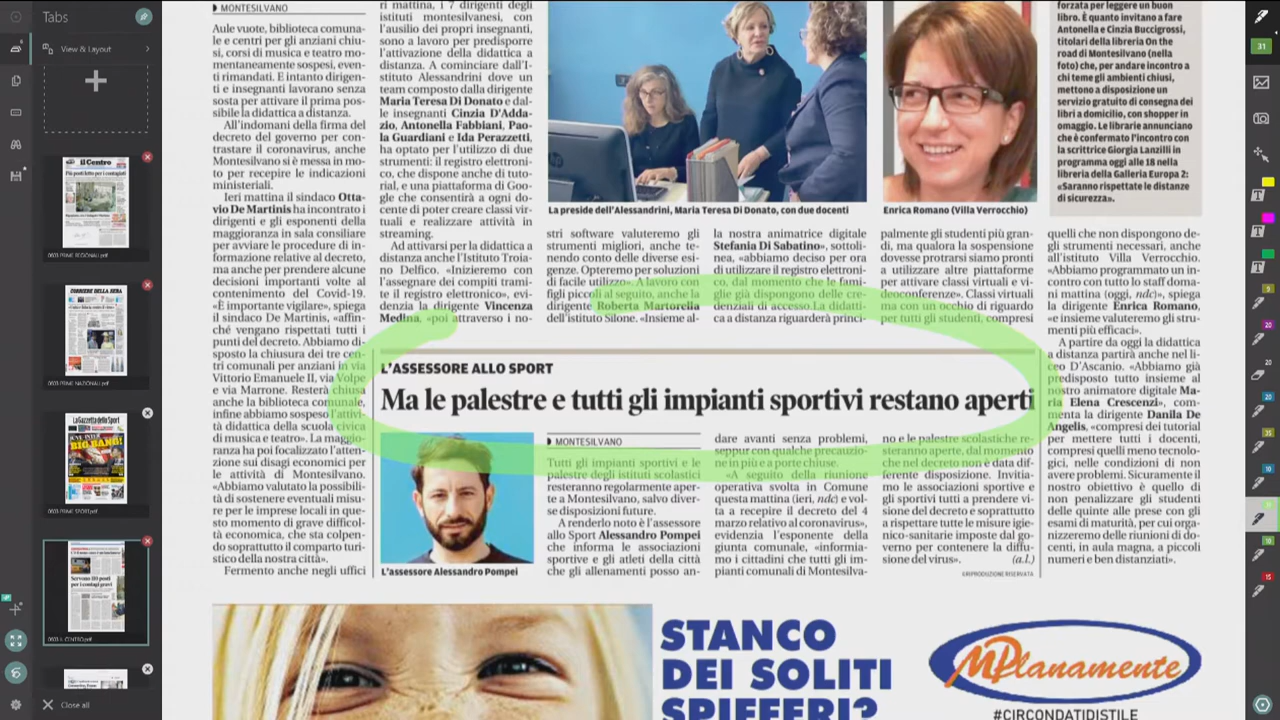 Tabs
View & Layout
0603 PRIME REGIONALI.pdf
0603 PRIME NAZIONALI.pdf
0603 PRIME SPORT.pdf
0603 IL CENTRO.pdf
Close all
MONTESILVANO
Aule vuote, biblioteca comuna-
le e centri per gli anziani chiu-
si, corsi di musica e teatro mo-
mentaneamente sospesi, even-
ti rimandati. E intanto dirigen-
ti e insegnanti lavorano senza
sosta per attivare il prima pos-
sibile la didattica a distanza.
All'indomani della firma del
decreto del governo per con-
trastare il coronavirus, anche
Montesilvano si è messa in mo-
to per recepire le indicazioni
ministeriali.
Ieri mattina il sindaco Otta-
vio De Martinis ha incontrato i
dirigenti e gli esponenti della
maggioranza in sala consiliare
per avviare le procedure di in-
formazione relative al decreto,
ma anche per prendere alcune
decisioni importanti volte al
contenimento del Covid-19.
«È importante vigilare», spiega
il sindaco De Martinis, «affin-
ché vengano rispettati tutti i
punti del decreto. Abbiamo di-
sposto la chiusura dei tre cen-
tri comunali per anziani in via
Vittorio Emanuele II, via Volpe
e via Marrone. Resterà chiusa
anche la biblioteca comunale,
infine abbiamo sospeso l'attivi-
tà didattica della scuola civica
di musica e teatro». La maggio-
ranza ha poi focalizzato l'atten-
zione sui disagi economici per
le attività di Montesilvano.
«Abbiamo valutato la possibili-
tà di sostenere eventuali misu-
re per le imprese locali in que-
sto momento di grave difficol-
tà economica, che sta colpen-
do soprattutto il comparto turi-
stico della nostra città».
Fermento anche negli uffici
ri mattina, i 7 dirigenti degli
istituti montesilvanesi, con
l'ausilio dei propri insegnanti,
sono a lavoro per predisporre
l'attivazione della didattica a
distanza. A cominciare dall'I-
stituto Alessandrini dove un
team composto dalla dirigente
Maria Teresa Di Donato e dal-
le insegnanti Cinzia D'Adda-
zio, Antonella Fabbiani, Pao-
la Guardiani e Ida Perazzetti,
ha optato per l'utilizzo di due
strumenti: il registro elettroni-
co, che dispone anche di tuto-
rial, e una piattaforma di Goo-
gle che consentirà a ogni do-
cente di poter creare classi vir-
tuali e realizzare attività in
streaming.
Ad attivarsi per la didattica a
distanza anche l'Istituto Troia-
no Delfico. «Inizieremo con
l'assegnare dei compiti trami-
te il registro elettronico», evi-
denzia la dirigente Vincenza
Medina, «poi attraverso i no-
La preside dell'Alessandrini, Maria Teresa Di Donato, con due docenti
Enrica Romano (Villa Verrocchio)
stri software valuteremo gli
strumenti migliori, anche te-
nendo conto delle diverse esi-
genze. Opteremo per soluzioni
di facile utilizzo». A lavoro con
figli piccoli al seguito, anche la
dirigente Roberta Martorella
dell'istituto Silone. «Insieme al-
la nostra animatrice digitale
Stefania Di Sabatino», sottoli-
nea, «abbiamo deciso per ora
di utilizzare il registro elettroni-
co, dal momento che le fami-
glie già dispongono delle cre-
denziali di accesso. La didatti-
ca a distanza riguarderà princi-
palmente gli studenti più gran-
di, ma qualora la sospensione
dovesse protrarsi siamo pronti
a utilizzare altre piattaforme
per attivare classi virtuali e
videoconferenze». Classi virtuali
ma con un occhio di riguardo
per tutti gli studenti, compresi
forzata per leggere un buon
libro. È quanto invitano a fare
Antonella e Cinzia Buccigrossi,
titolari della libreria On the
road di Montesilvano (nella
foto) che, per andare incontro a
chi teme gli ambienti chiusi,
mettono a disposizione un
servizio gratuito di consegna dei
libri a domicilio, con shopper in
omaggio. Le librarie annunciano
che è confermato l'incontro con
la scrittrice Giorgia Lanzilli in
programma oggi alle 18 nella
libreria della Galleria Europa 2:
«Saranno rispettate le distanze
di sicurezza».
quelli che non dispongono de-
gli strumenti necessari, anche
all'istituto Villa Verrocchio.
«Abbiamo programmato un in-
contro con tutto lo staff doma-
ni mattina (oggi, ndc)», spiega
la dirigente Enrica Romano,
«e insieme valuteremo gli stru-
menti più efficaci».
A partire da oggi la didattica
a distanza partirà anche nel li-
ceo D'Ascanio. «Abbiamo già
predisposto tutto insieme al
nostro animatore digitale Ma-
ria Elena Crescenzi», com-
menta la dirigente Danila De
Angelis, «compresi dei tutorial
per mettere tutti i docenti,
compresi quelli meno tecnolo-
gici, nelle condizioni di non
avere problemi. Sicuramente il
nostro obiettivo è quello di
non penalizzare gli studenti
delle quinte alle prese con gli
esami di maturità, per cui orga-
nizzeremo delle riunioni di do-
centi, in aula magna, a piccoli
numeri e ben distanziati».
L'ASSESSORE ALLO SPORT
Ma le palestre e tutti gli impianti sportivi restano aperti
L'assessore Alessandro Pompei
MONTESILVANO
Tutti gli impianti sportivi e le
palestre degli istituti scolastici
resteranno regolarmente aper-
te a Montesilvano, salvo diver-
se disposizioni future.
A renderlo noto è l'assessore
allo Sport Alessandro Pompei
che informa le associazioni
sportive e gli atleti della città
che gli allenamenti posso an-
dare avanti senza problemi,
seppur con qualche precauzio-
ne in più e a porte chiuse.
«A seguito della riunione
operativa svolta in Comune
questa mattina (ieri, ndc) e vol-
ta a recepire il decreto del 4
marzo relativo al coronavirus»,
evidenzia l'esponente della
giunta comunale, «informia-
mo i cittadini che tutti gli im-
pianti comunali di Montesilva-
no e le palestre scolastiche re-
steranno aperte, dal momento
che nel decreto non è data dif-
ferente disposizione. Invitia-
mo le associazioni sportive e
gli sportivi tutti a prendere vi-
sione del decreto e soprattutto
a rispettare tutte le misure igie-
nico-sanitarie imposte dal go-
verno per contenere la diffu-
sione del virus». (a.l.)
©RIPRODUZIONE RISERVATA
STANCO
DEI SOLITI
SPIFFERI?
MPlanamente
#CIRCONDATIDISTILE